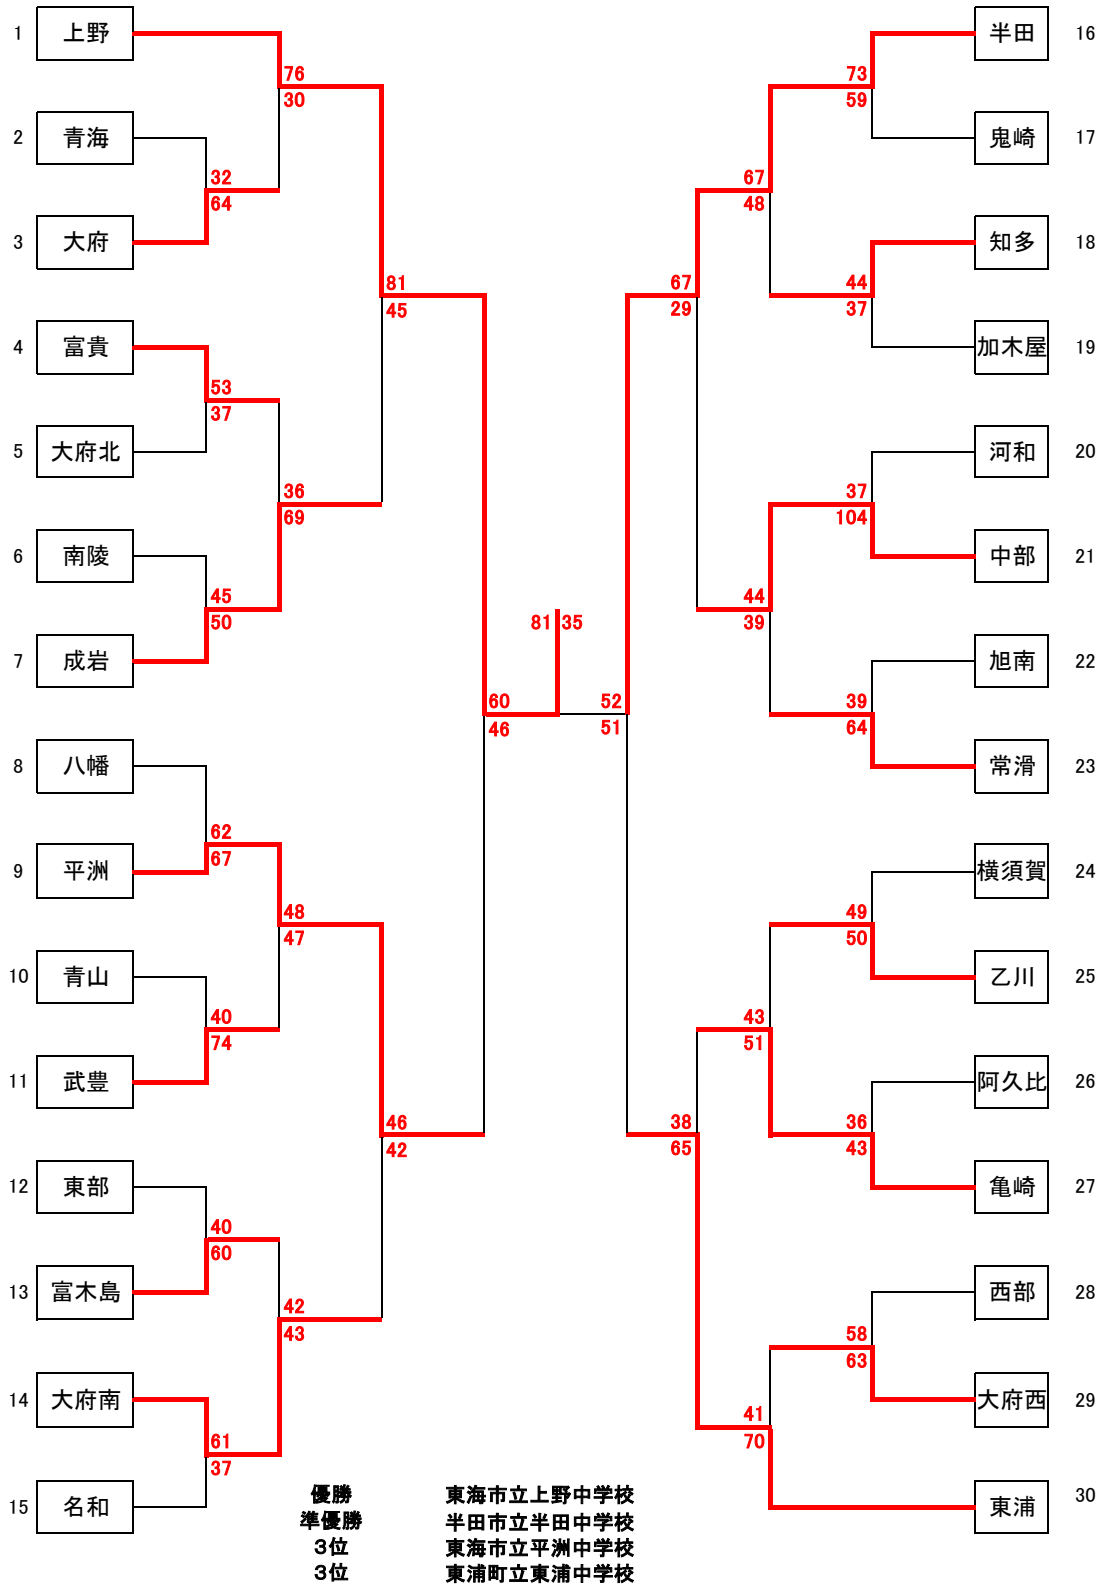 1 上野
2 青海
3 大府
4 富貴
5 大府北
6 南陵
7 成岩
8 八幡
9 平洲
10 青山
11 武豊
12 東部
13 富木島
14 大府南
15 名和
32
64
53
37
45
50
62
67
40
74
40
60
61
37
76
30
36
69
48
47
42
43
81
45
46
42
60
46
81 35
52
51
67
29
38
65
67
48
44
39
43
51
41
70
73
59
44
37
37
104
39
64
49
50
36
43
58
63
半田 16
鬼崎 17
知多 18
加木屋 19
河和 20
中部 21
旭南 22
常滑 23
横須賀 24
乙川 25
阿久比 26
亀崎 27
西部 28
大府西 29
東浦 30
優勝 東海市立上野中学校
準優勝 半田市立半田中学校
3位 東海市立平洲中学校
3位 東浦町立東浦中学校